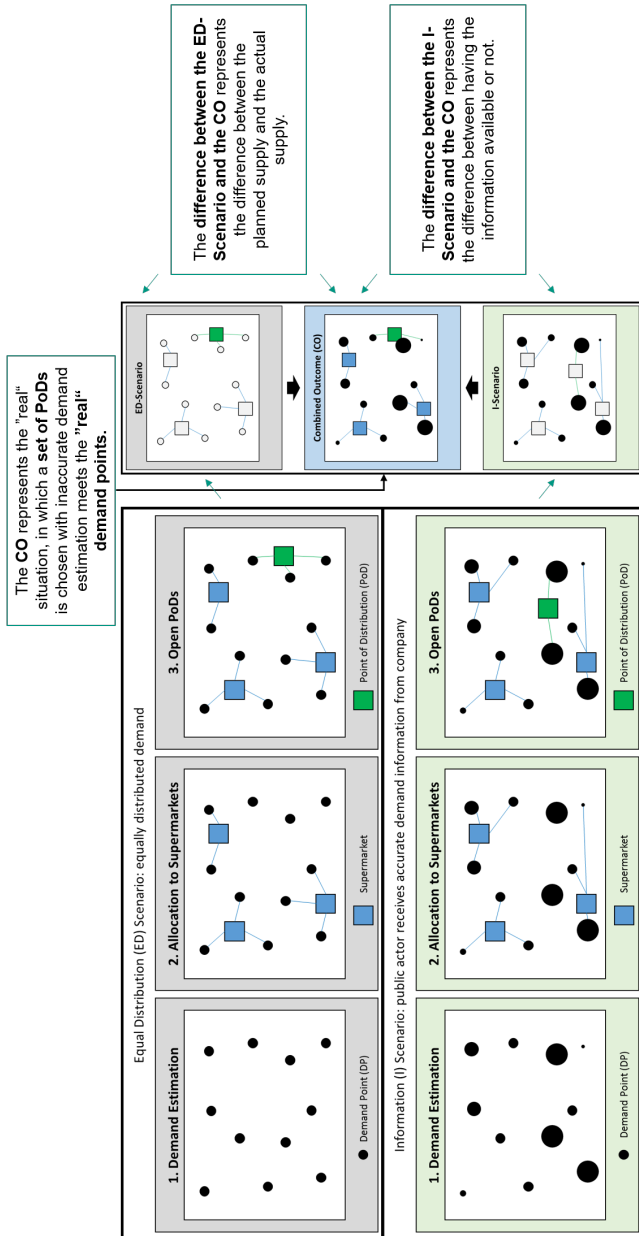 The CO represents the "real“
situation, in which a set of PoDs
is chosen with inaccurate demand
estimation meets the ”real“
demand points.
Equal Distribution (ED) Scenario: equally distributed demand
1. Demand Estimation
Demand Point (DP)
2. Allocation to Supermarkets
Supermarket
3. Open PoDs
Point of Distribution (PoD)
Information (I) Scenario: public actor receives accurate demand information from company
1. Demand Estimation
Demand Point (DP)
2. Allocation to Supermarkets
Supermarket
3. Open PoDs
Point of Distribution (PoD)
ED-Scenario
Combined Outcome (CO)
I-Scenario
The difference between the ED-
Scenario and the CO represents
the difference between the
planned supply and the actual
supply.
The difference between the I-
Scenario and the CO represents
the difference between having the
information available or not.